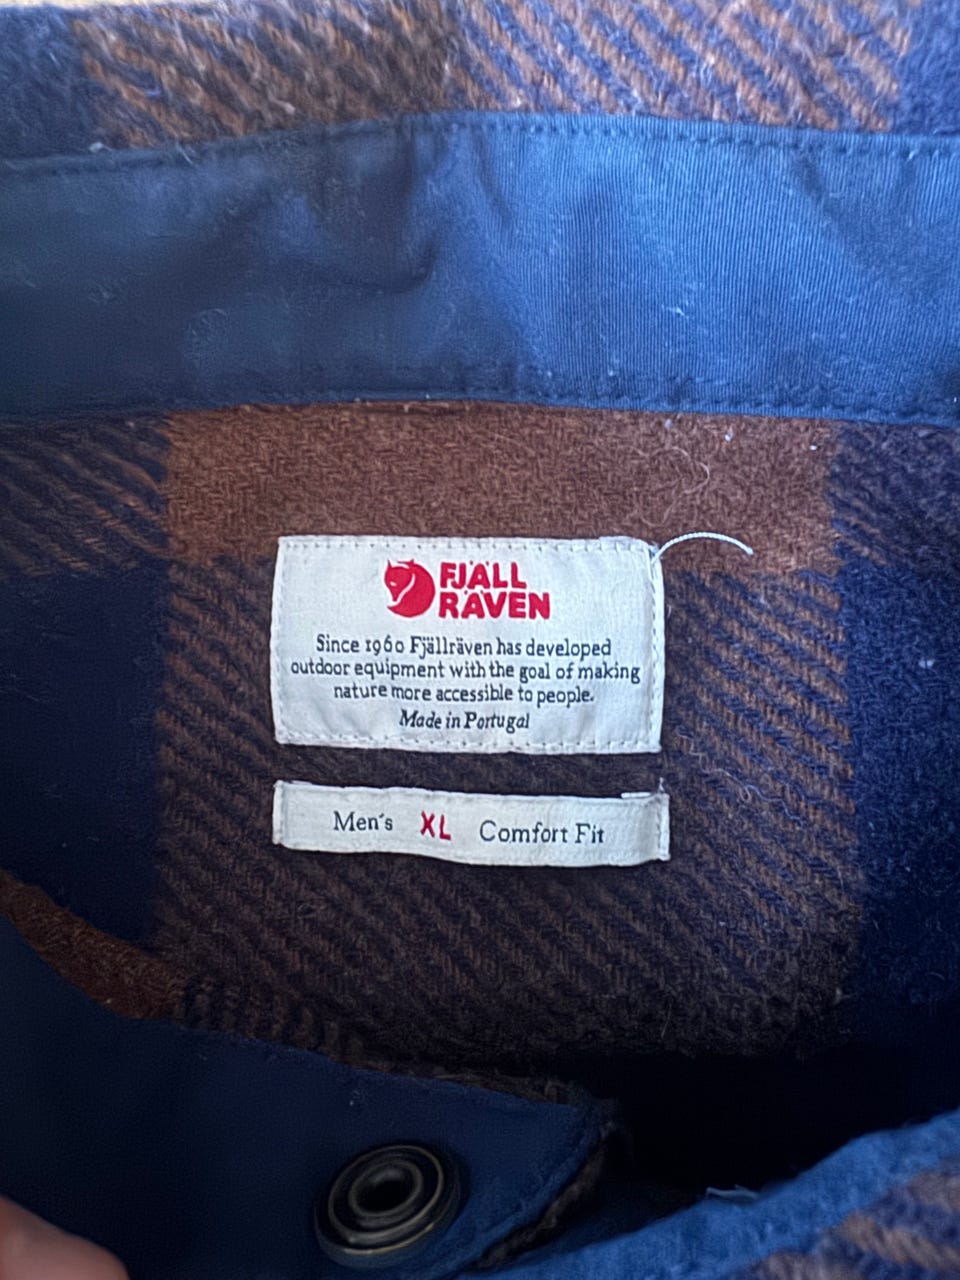 FJÄLL
RÄVEN
Since 1960 Fjällräven has developed
outdoor equipment with the goal of making
nature more accessible to people.
Made in Portugal
Men´s XL Comfort Fit